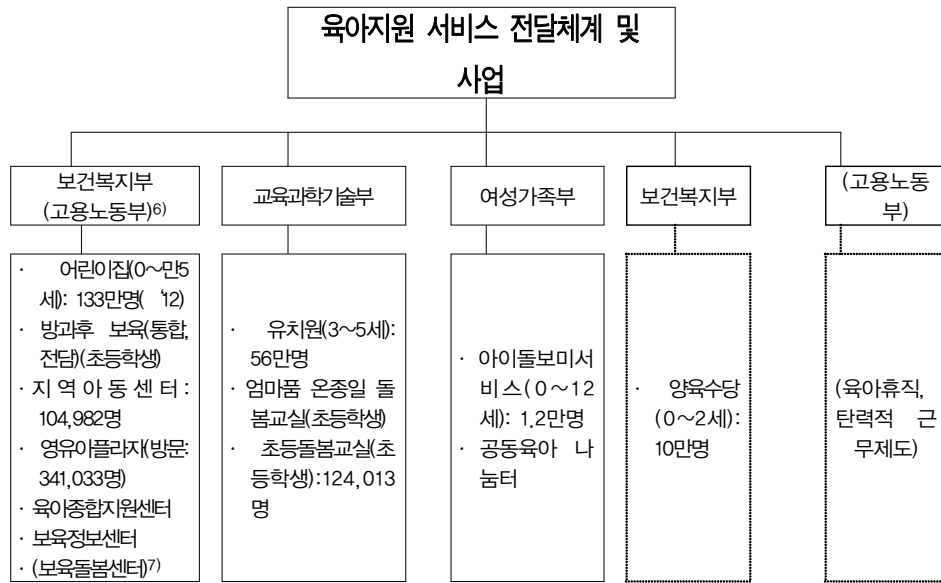 육아지원 서비스 전달체계 및
사업
보건복지부
(고용노동부)6)
교육과학기술부
여성가족부
보건복지부
(고용노동
부)
· 어린이집(0~만5
세): 133만명( ‘12)
· 방과후 보육(통합,
전담)(초등학생)
· 지역아동센터:
104,982명
· 영유아플라자(방문:
341,033명)
· 육아종합지원센터
· 보육정보센터
· (보육돌봄센터)7)
· 유치원(3~5세):
56만명
· 엄마품 온종일 돌
봄교실(초등학생)
· 초등돌봄교실(초
등학생):124,013
명
· 아이돌보미서
비스(0~12
세): 1.2만명
· 공동육아 나
눔터
· 양육수당
(0~2세):
10만명
(육아휴직,
탄력적 근
무제도)